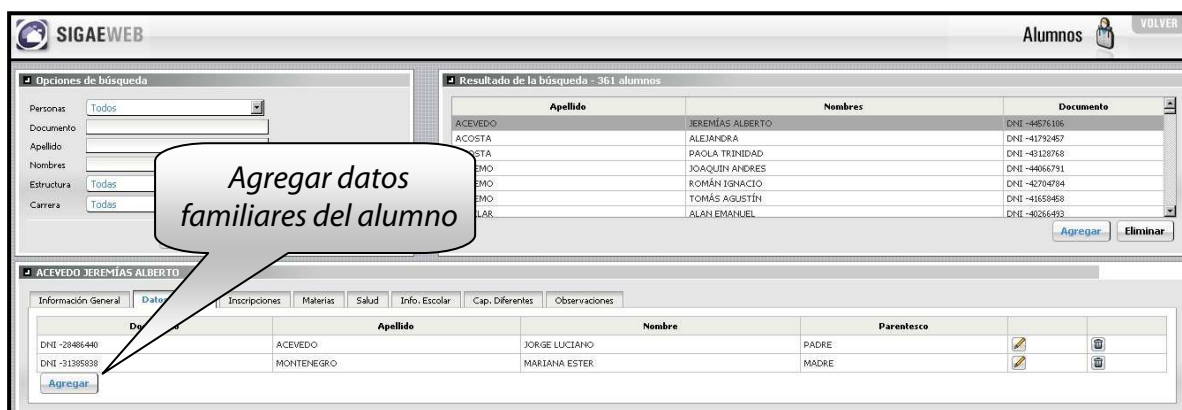 SIGAEWEB
Alumnos
VOLVER
Opciones de búsqueda
Personas Todos
Documento
Apellido
Nombres
Estructura Todas
Carrera Todas
Resultado de la búsqueda - 361 alumnos
Apellido Nombres Documento
ACEVEDO JEREMÍAS ALBERTO DNI -44576106
ACOSTA ALEJANDRA DNI -41792457
OSTA PAOLA TRINIDAD DNI -43128768
EMO JOAQUIN ANDRES DNI -44066791
EMO ROMÁN IGNACIO DNI -42704784
EMO TOMÁS AGUSTÍN DNI -41658458
LAR ALAN EMANUEL DNI -40266493
Agregar Eliminar
Agregar datos
familiares del alumno
ACEVEDO JEREMÍAS ALBERTO
Información General Datos Inscripciones Materias Salud Info. Escolar Cap. Diferentes Observaciones
Apellido Nombre Parentesco
DNI -28486440 ACEVEDO JORGE LUCIANO PADRE
DNI -31385838 MONTENEGRO MARIANA ESTER MADRE
Agregar